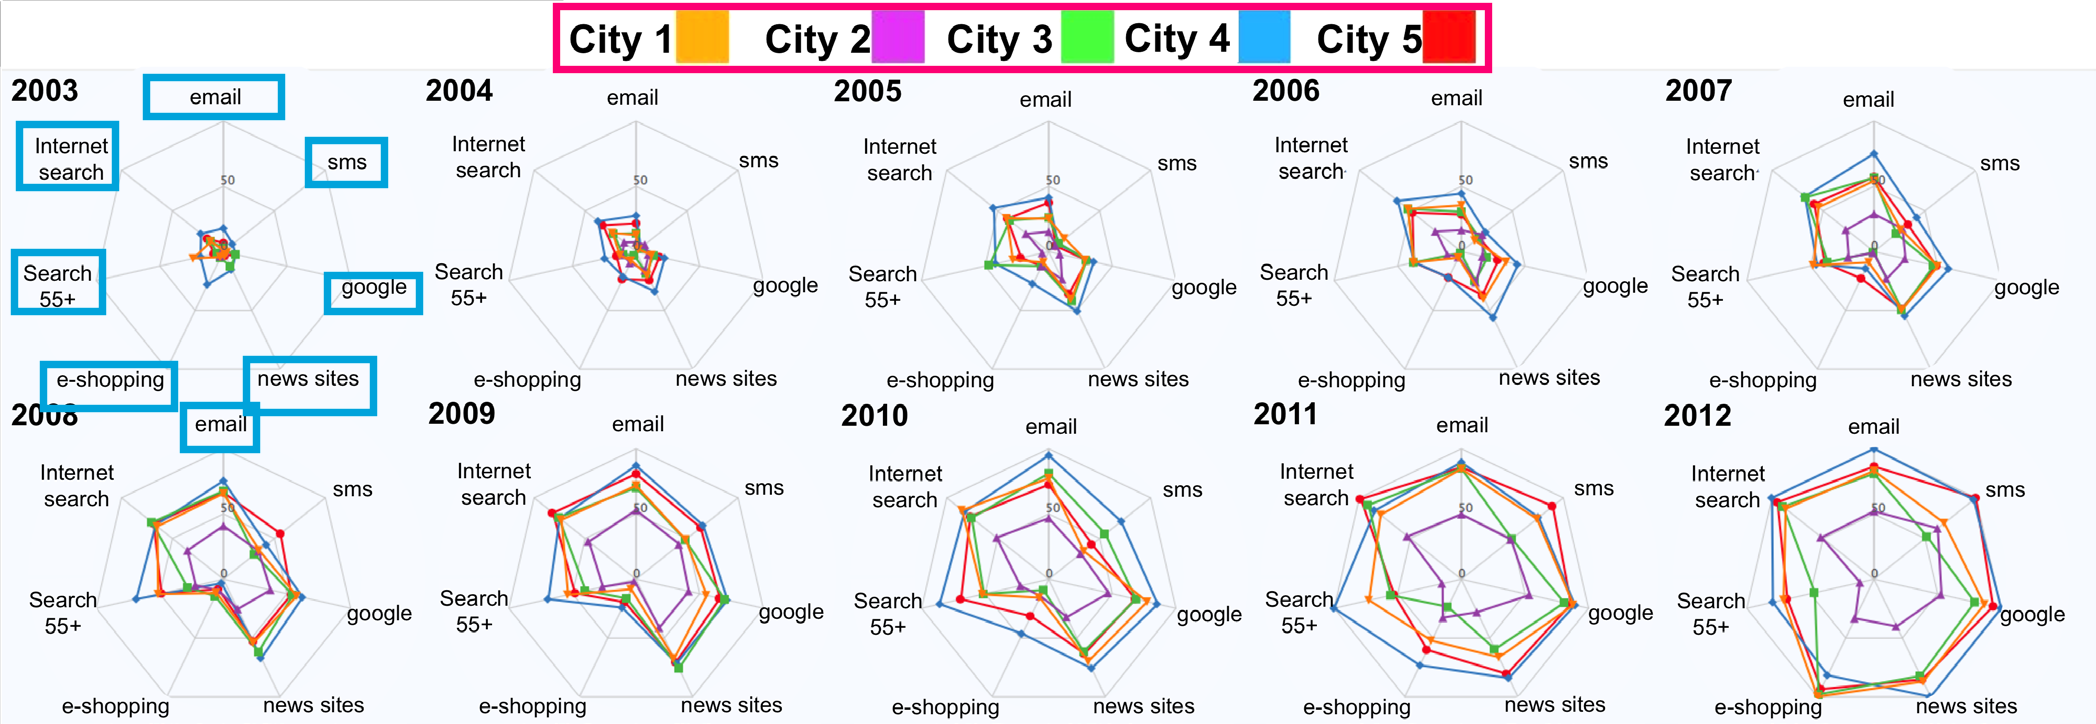 City 1 City 2 City 3 City 4 City 5
2003
email
Internet
search
sms
50
Search
55+
google
e-shopping
news sites
2004
email
Internet
search
sms
50
0
Search
55+
google
e-shopping
news sites
2005
email
Internet
search
sms
50
0
Search
55+
google
e-shopping
news sites
2006
email
Internet
search
sms
50
0
Search
55+
google
e-shopping
news sites
2007
email
Internet
search
sms
50
0
Search
55+
google
e-shopping
news sites
2008
email
Internet
search
sms
50
0
Search
55+
google
e-shopping
news sites
2009
email
Internet
search
sms
50
0
Search
55+
google
e-shopping
news sites
2010
email
Internet
search
sms
50
0
Search
55+
google
e-shopping
news sites
2011
email
Internet
search
sms
50
0
Search
55+
google
e-shopping
news sites
2012
email
Internet
search
sms
50
0
Search
55+
google
e-shopping
news sites